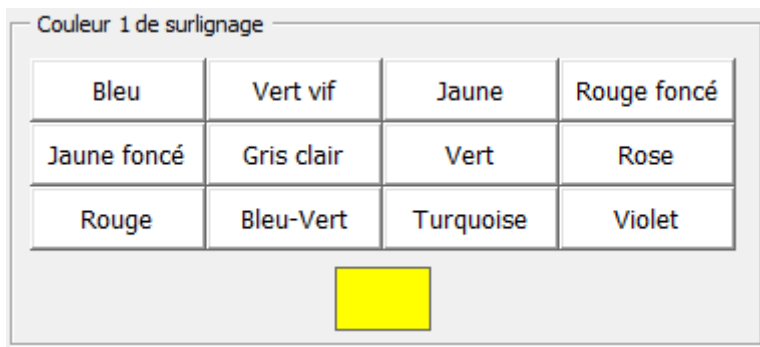 Couleur 1 de surlignage
Bleu Vert vif Jaune Rouge foncé
Jaune foncé Gris clair Vert Rose
Rouge Bleu-Vert Turquoise Violet